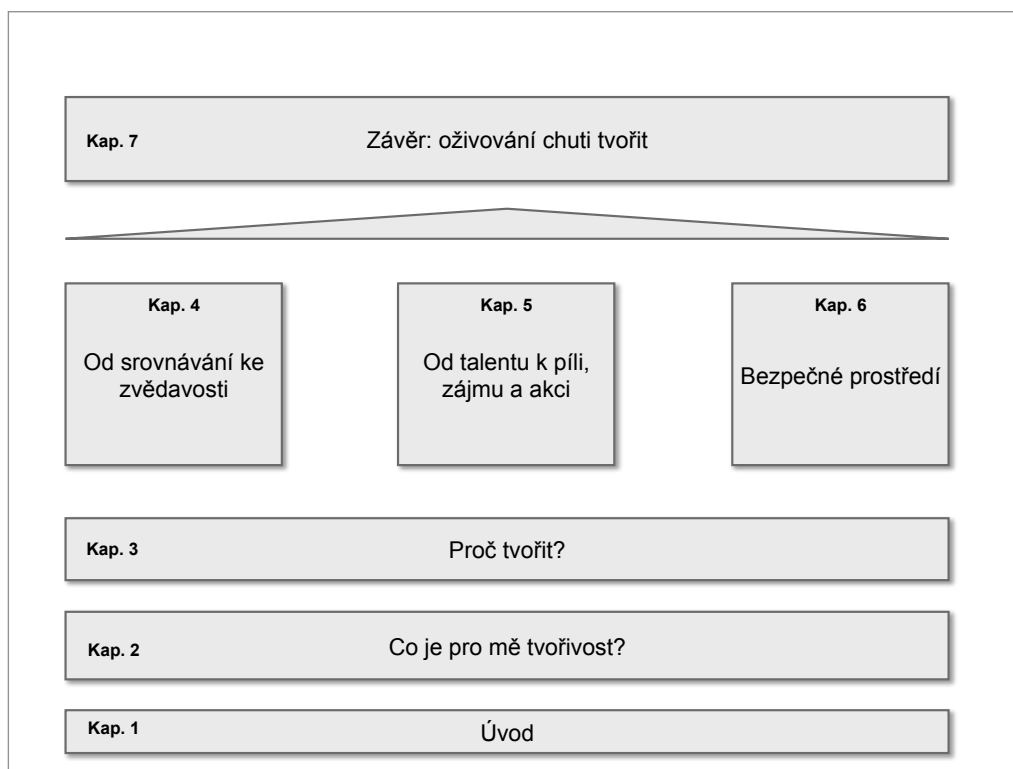 Kap. 7
Závěr: oživování chuti tvořit
Kap. 4
Od srovnávání ke
zvědavosti
Kap. 5
Od talentu k píli,
zájmu a akci
Kap. 6
Bezpečné prostředí
Kap. 3
Proč tvořit?
Kap. 2
Co je pro mě tvořivost?
Kap. 1
Úvod